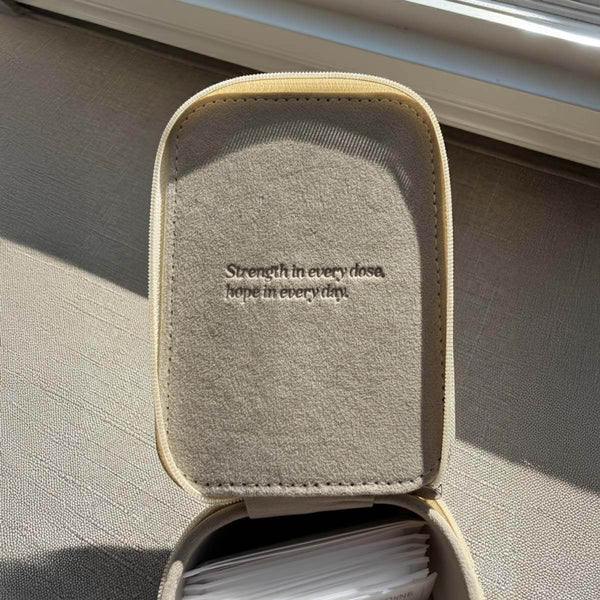 Strength in every dose,
hope in every day.